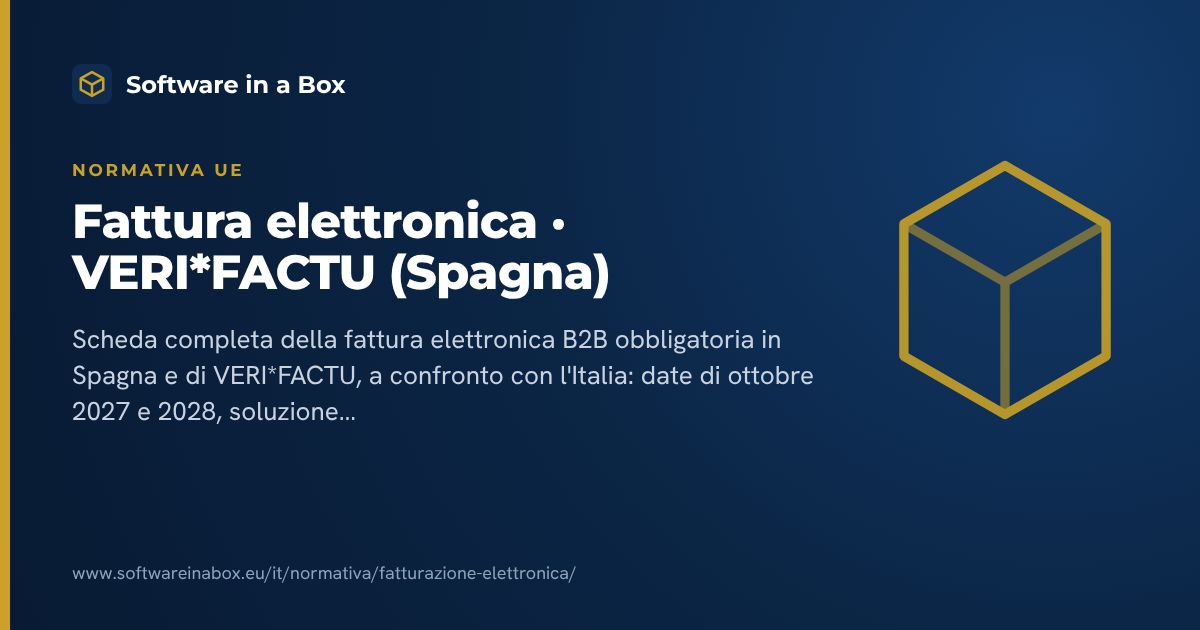 Software in a Box
NORMATIVA UE
Fattura elettronica ·
VERI*FACTU (Spagna)
Scheda completa della fattura elettronica B2B obbligatoria in
Spagna e di VERI*FACTU, a confronto con l'Italia: date di ottobre
2027 e 2028, soluzione…
www.softwareinabox.eu/it/normativa/fatturazione-elettronica/